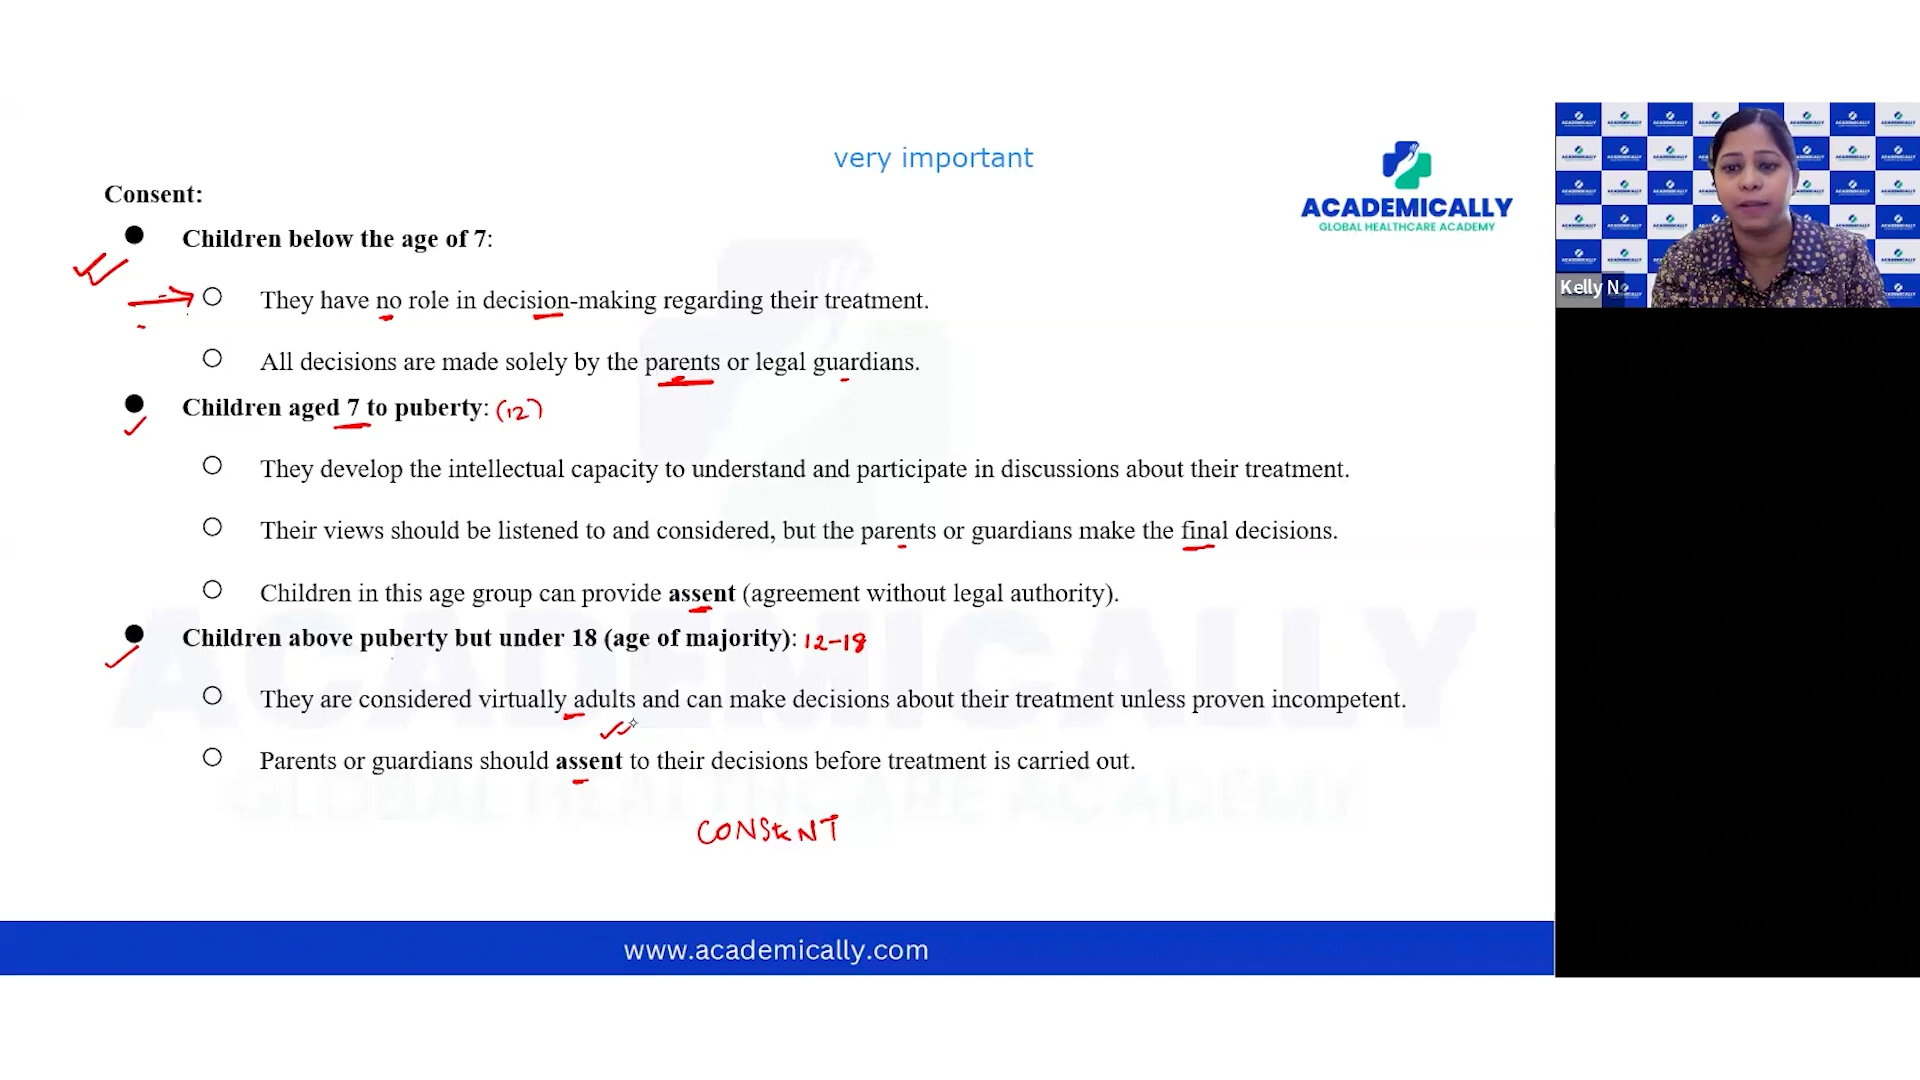 very important
ACADEMICALLY
GLOBAL HEALTHCARE ACADEMY
Consent:
Children below the age of 7:
They have no role in decision-making regarding their treatment.
All decisions are made solely by the parents or legal guardians.
Children aged 7 to puberty: (12)
They develop the intellectual capacity to understand and participate in discussions about their treatment.
Their views should be listened to and considered, but the parents or guardians make the final decisions.
Children in this age group can provide assent (agreement without legal authority).
Children above puberty but under 18 (age of majority): 12-18
They are considered virtually adults and can make decisions about their treatment unless proven incompetent.
Parents or guardians should assent to their decisions before treatment is carried out.
CONSENT
ACADEMICALLY
GLOBAL HEALTHCARE ACADEMY
www.academically.com
Kelly N